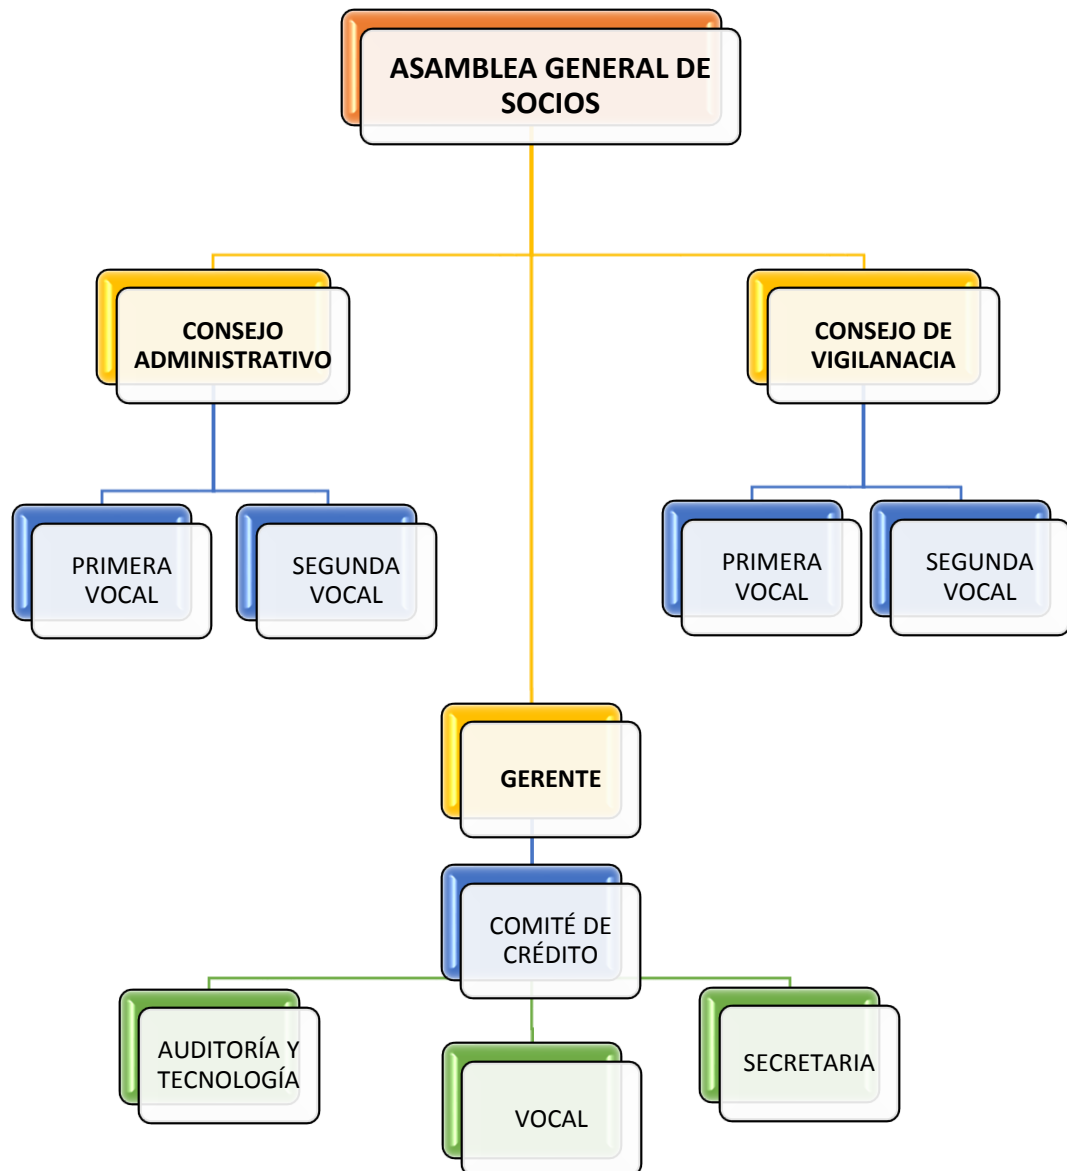 ASAMBLEA GENERAL DE
SOCIOS
CONSEJO
ADMINISTRATIVO
CONSEJO DE
VIGILANACIA
PRIMERA
VOCAL
SEGUNDA
VOCAL
PRIMERA
VOCAL
SEGUNDA
VOCAL
GERENTE
COMITÉ DE
CRÉDITO
AUDITORÍA Y
TECNOLOGÍA
VOCAL
SECRETARIA